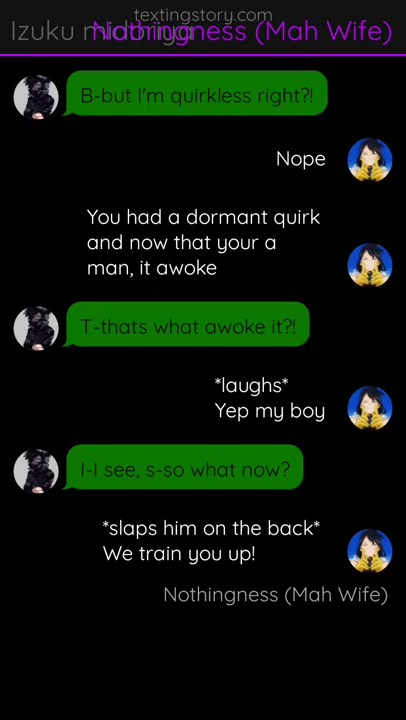 textingstory.com
Izuku midoriya
Nothingness (Mah Wife)
B-but I'm quirkless right?!
Nope
You had a dormant quirk
and now that your a
man, it awoke
T-thats what awoke it?!
*laughs*
Yep my boy
I-I see, s-so what now?
*slaps him on the back*
We train you up!
Nothingness (Mah Wife)